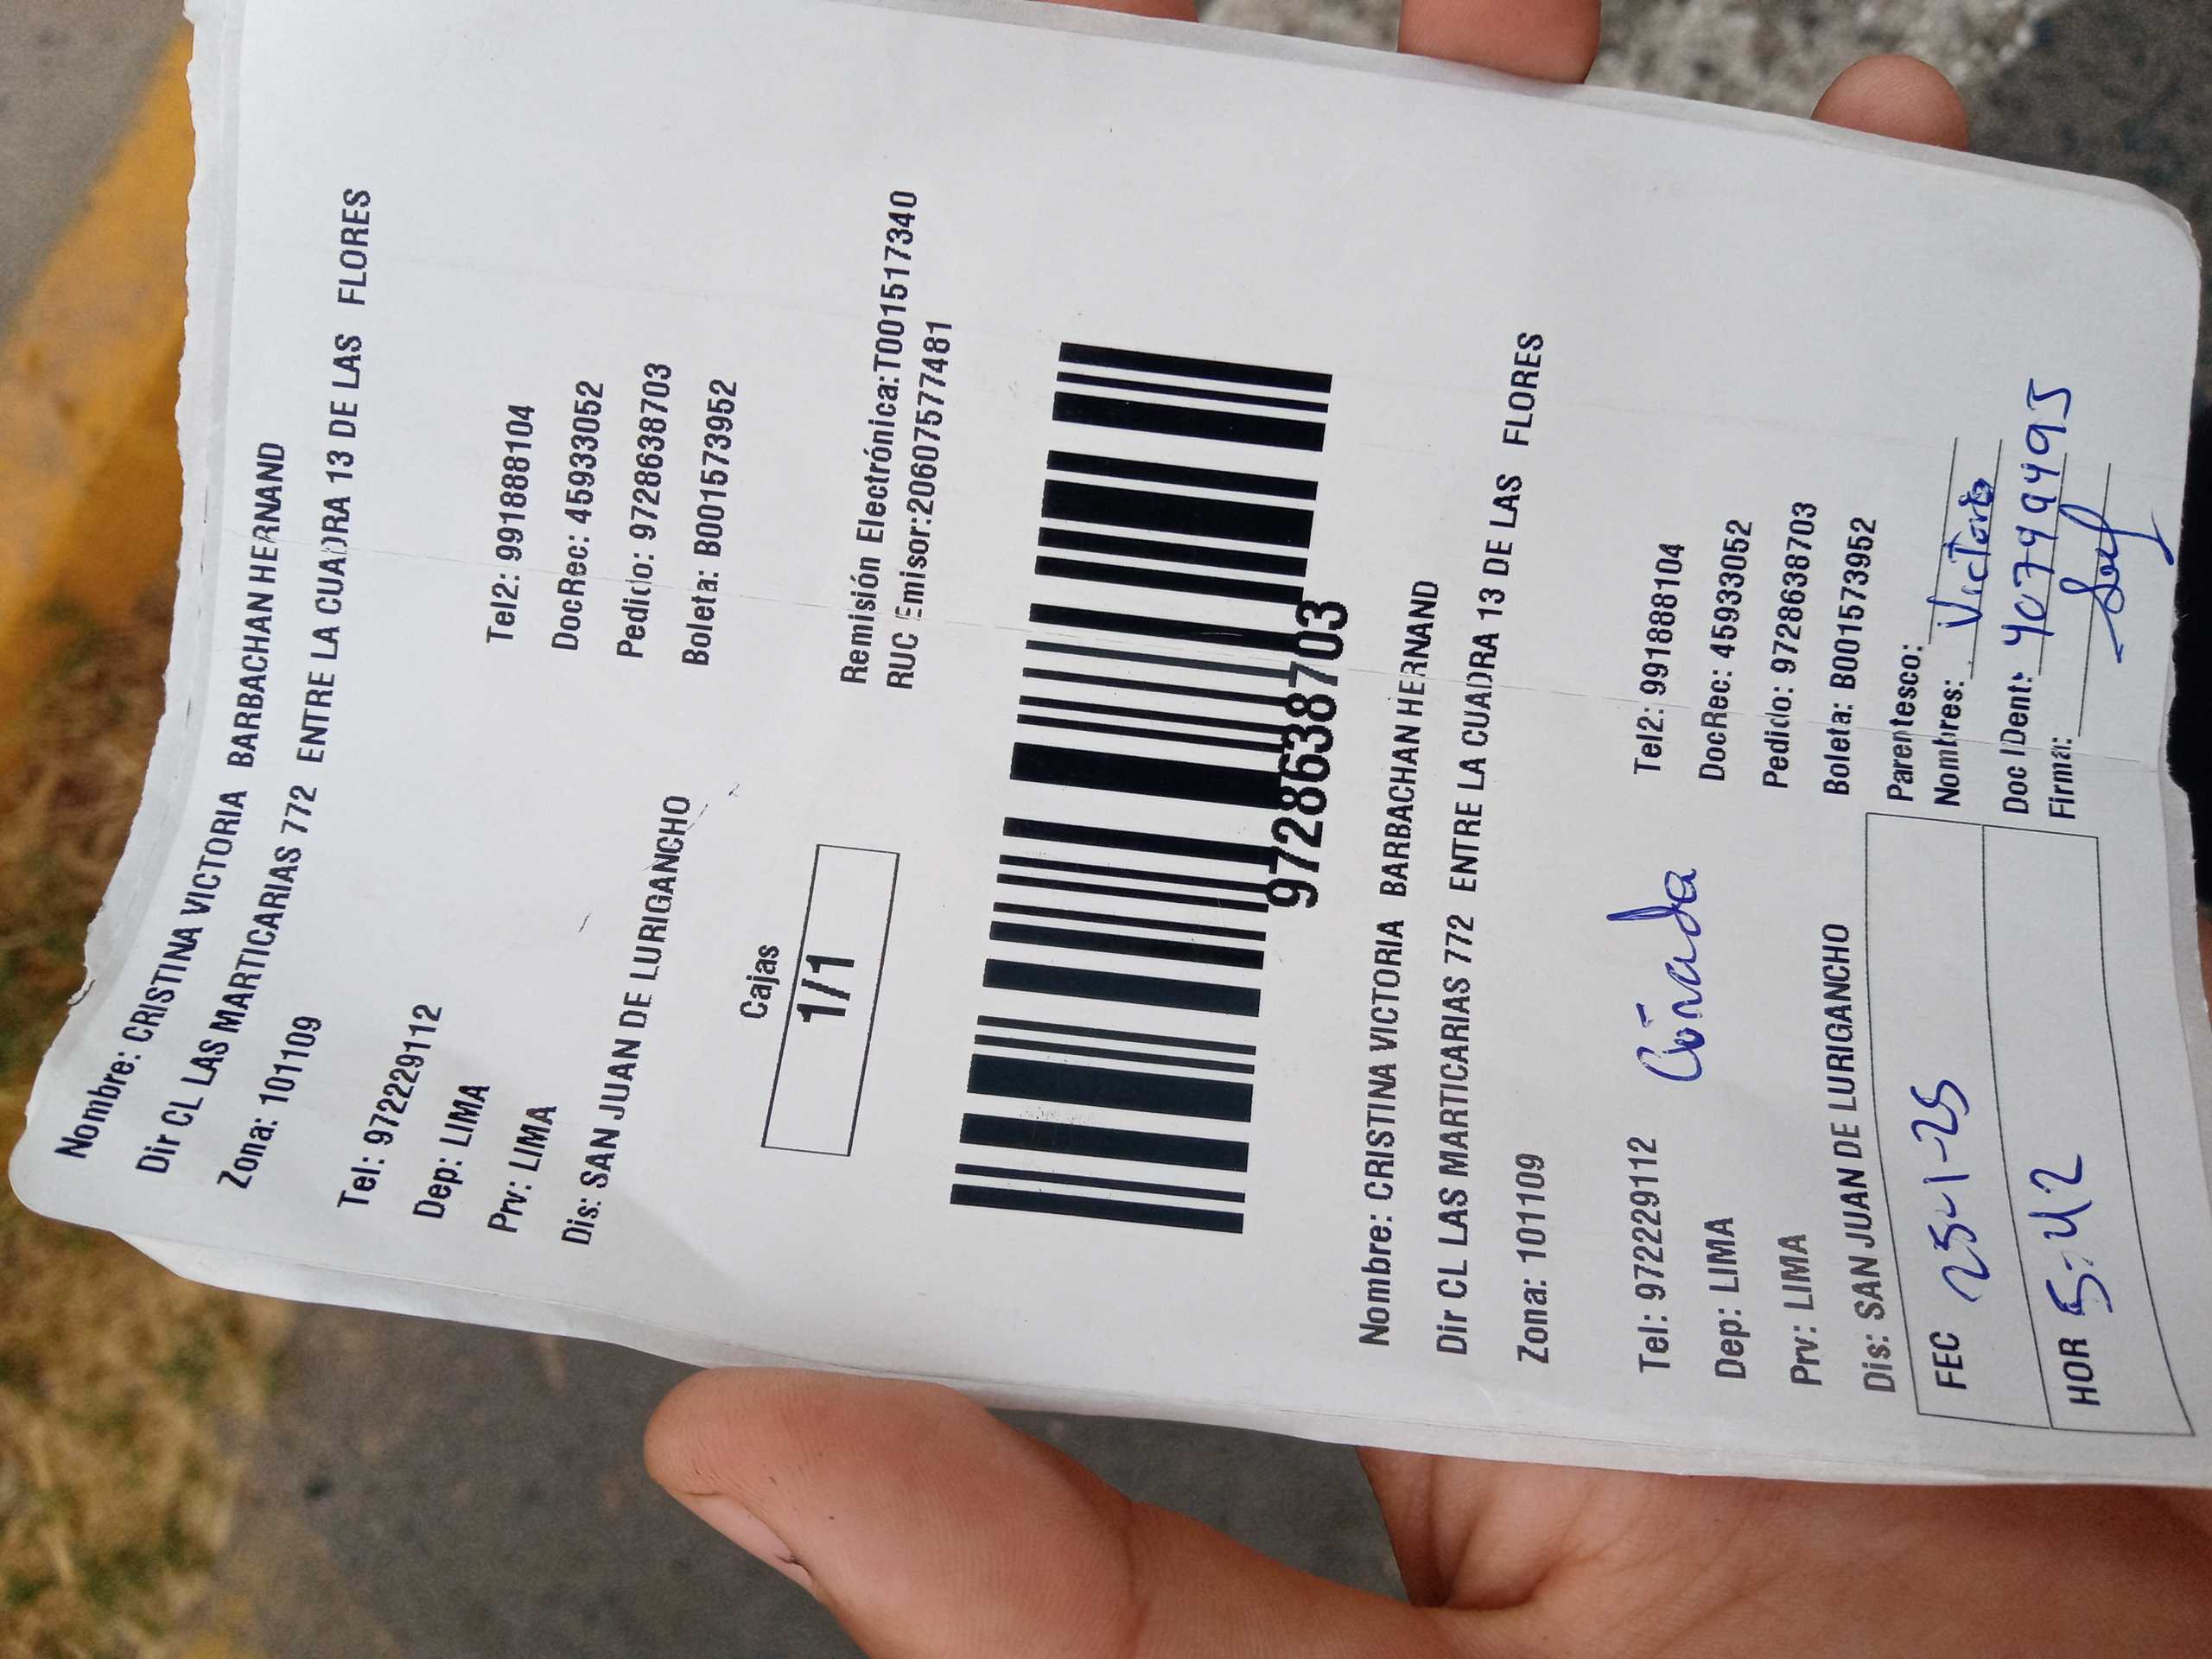 Nombre: CRISTINA VICTORIA BARBACHAN HERNAND
Dir CL LAS MARTICARIAS 772 ENTRE LA CUADRA 13 DE LAS FLORES
Zona: 101109
Tel: 972229112 Tel2: 991888104
Dep: LIMA DocRec: 45933052
Prv: LIMA Pedido: 9728638703
Dis: SAN JUAN DE LURIGANCHO Boleta: B001573952
Cajas
1/1
Remisión Electrónica:T001517340
RUC Emisor:20607577481
9728638703
Nombre: CRISTINA VICTORIA BARBACHAN HERNAND
Dir CL LAS MARTICARIAS 772 ENTRE LA CUADRA 13 DE LAS FLORES
Zona: 101109
Tel: 972229112 Tel2: 991888104
Dep: LIMA DocRec: 45933052
Prv: LIMA Pedido: 9728638703
Dis: SAN JUAN DE LURIGANCHO Boleta: B001573952
FEC 25-1-25
HOR 5:42
Parentesco:
Nombres:
Doc IDent: 40799495
Firma: